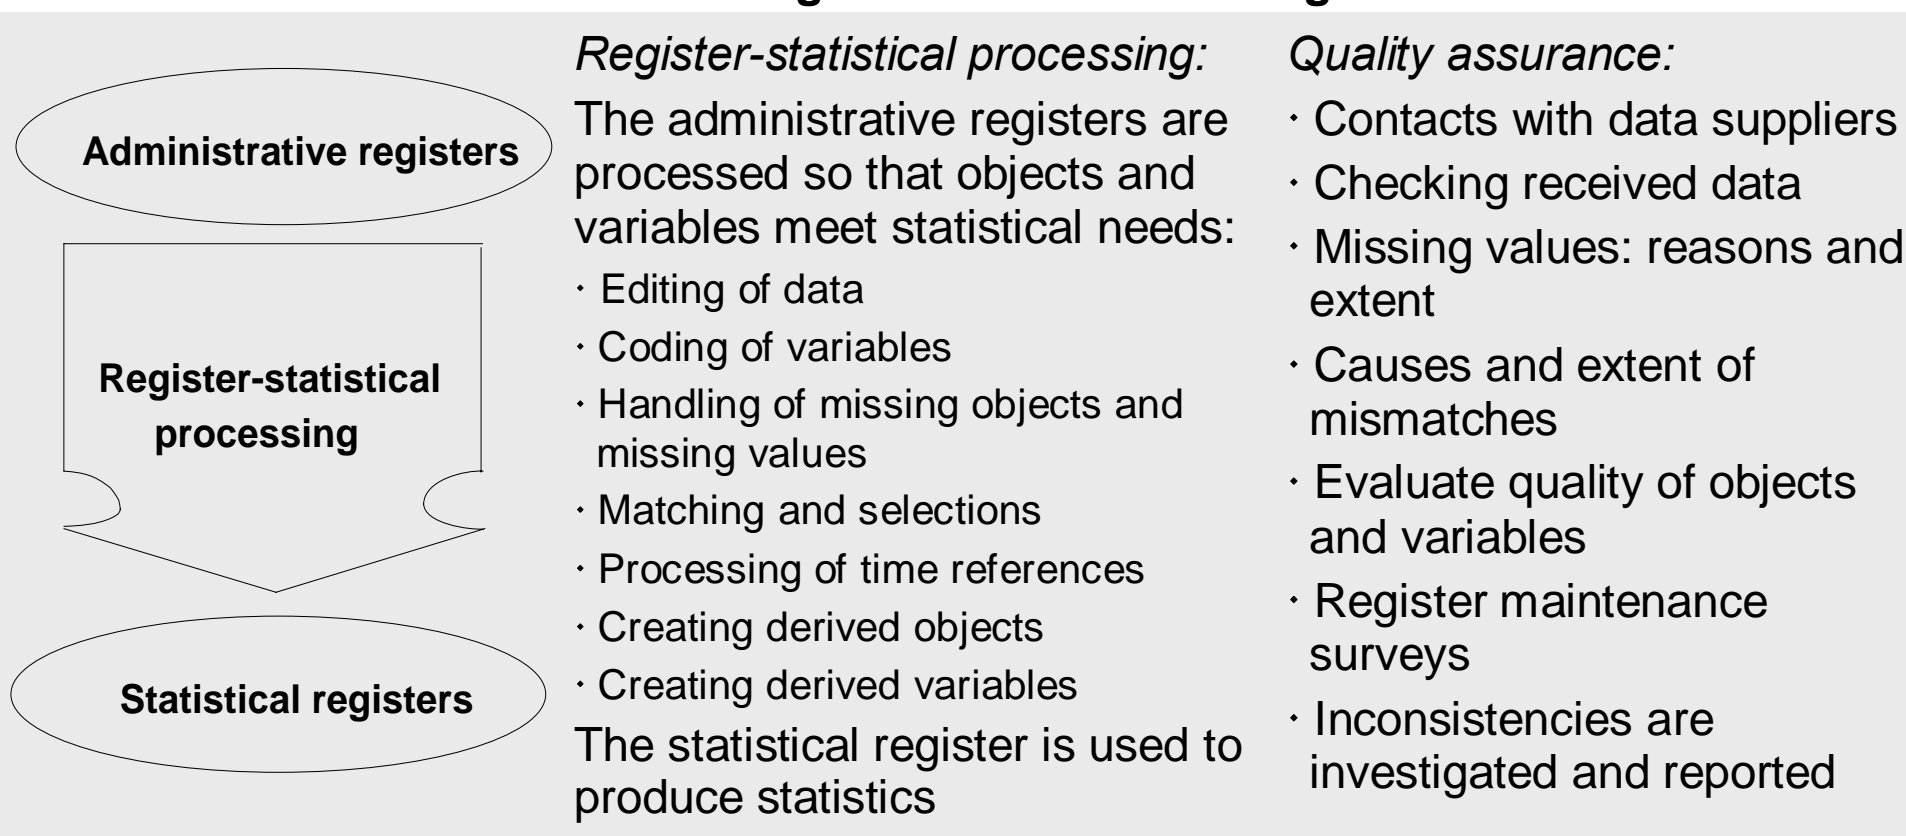 Administrative registers
Register-statistical
processing
Statistical registers
Register-statistical processing:
The administrative registers are
processed so that objects and
variables meet statistical needs:
· Editing of data
· Coding of variables
· Handling of missing objects and
missing values
· Matching and selections
· Processing of time references
· Creating derived objects
· Creating derived variables
The statistical register is used to
produce statistics
Quality assurance:
· Contacts with data suppliers
· Checking received data
· Missing values: reasons and
extent
· Causes and extent of
mismatches
· Evaluate quality of objects
and variables
· Register maintenance
surveys
· Inconsistencies are
investigated and reported